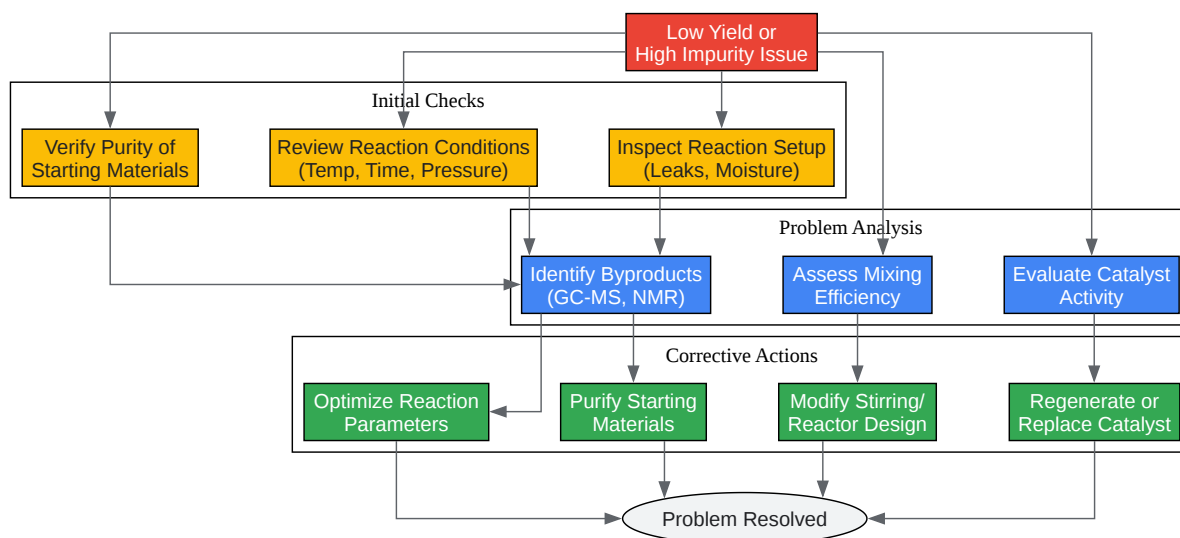 Low Yield or
High Impurity Issue
Initial Checks
Verify Purity of
Starting Materials
Review Reaction Conditions
(Temp, Time, Pressure)
Inspect Reaction Setup
(Leaks, Moisture)
Problem Analysis
Identify Byproducts
(GC-MS, NMR)
Assess Mixing
Efficiency
Evaluate Catalyst
Activity
Corrective Actions
Optimize Reaction
Parameters
Purify Starting
Materials
Modify Stirring/
Reactor Design
Regenerate or
Replace Catalyst
Problem Resolved